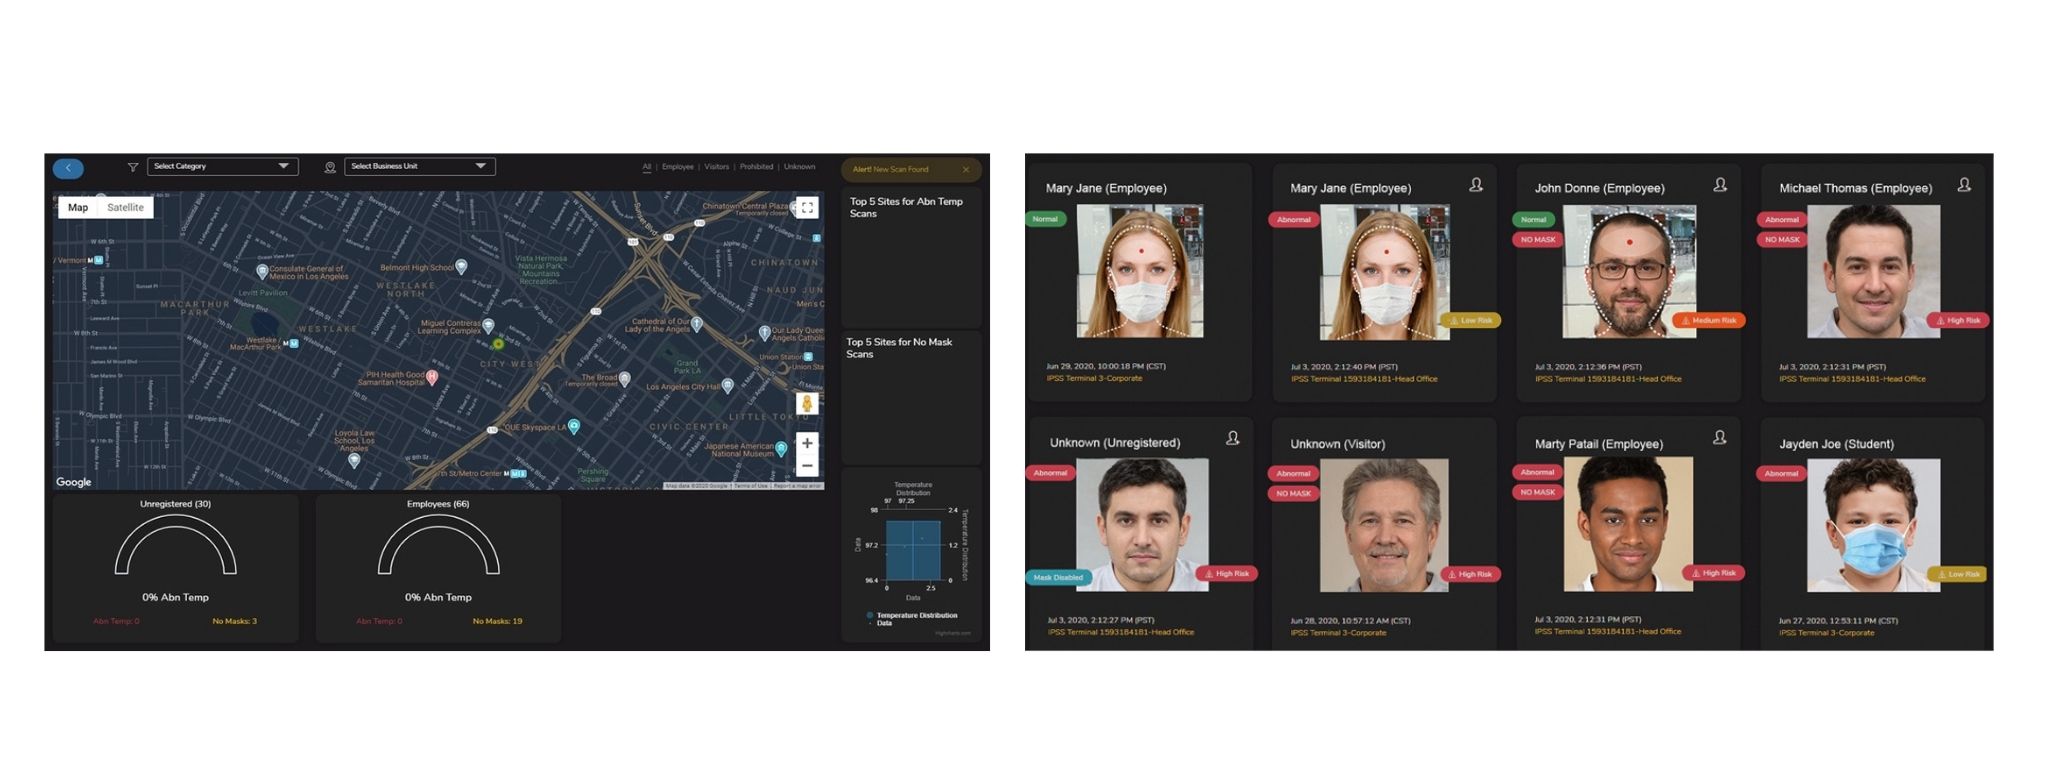 Select Category
Select Business Unit
All | Employee | Visitors | Prohibited | Unknown
Alert! New Scan Found
Map Satellite
Chinatown Central Plaza
Temporarily closed
CHINATOWN
Vermont
Consulate General of
Mexico in Los Angeles
Belmont High School
Vista Hermosa
Natural Park,
Mountains
Recreation
Levitt Pavilion
WESTLAKE
NORTH
MACARTHUR
PARK
WESTLAKE
Miguel Contreras
Learning Complex
Cathedral of Our
Lady of the Angels
Our Lady Quee
Angels Catholi
Westlake /
MacArthur Park
CITY WEST
Union Station
PIH Health Good
Samaritan Hospital
The Broad
Temporarily closed
Grand
Park LA
Los Angeles City Hall
LITTLE TOKYO
W Olympic Blvd
CIVIC CENTER
OUE Skyspace LA
Loyola Law
School, Los
Angeles
Japanese American
National Museum
7th St/Metro Center
Pershing
Square
Google
Map data ©2020 Google Terms of Use Report a map error
Top 5 Sites for Abn Temp
Scans
Top 5 Sites for No Mask
Scans
Unregistered (30)
0% Abn Temp
Abn Temp: 0 No Masks: 3
Employees (66)
0% Abn Temp
Abn Temp: 0 No Masks: 19
Temperature
Distribution
97 97.25
98
97.2
96.4
2.4
1.2
0
Data
Temperature Distribution
0 2.5
Data
Temperature Distribution
Data
Highcharts.com
Mary Jane (Employee)
Normal
Jun 29, 2020, 10:00:18 PM (CST)
IPSS Terminal 3-Corporate
Mary Jane (Employee)
Abnormal
Low Risk
Jul 3, 2020, 2:12:40 PM (PST)
IPSS Terminal 1593184181-Head Office
John Donne (Employee)
Normal
NO MASK
Medium Risk
Jul 3, 2020, 2:12:36 PM (PST)
IPSS Terminal 1593184181-Head Office
Michael Thomas (Employee)
Abnormal
NO MASK
High Risk
Jul 3, 2020, 2:12:31 PM (PST)
IPSS Terminal 1593184181-Head Office
Unknown (Unregistered)
Abnormal
Mask Disabled
High Risk
Jul 3, 2020, 2:12:27 PM (PST)
IPSS Terminal 1593184181-Head Office
Unknown (Visitor)
Abnormal
NO MASK
High Risk
Jun 28, 2020, 10:57:12 AM (CST)
IPSS Terminal 3-Corporate
Marty Patail (Employee)
Abnormal
NO MASK
High Risk
Jul 3, 2020, 2:12:31 PM (PST)
IPSS Terminal 1593184181-Head Office
Jayden Joe (Student)
Abnormal
Low Risk
Jun 27, 2020, 12:53:11 PM (CST)
IPSS Terminal 3-Corporate